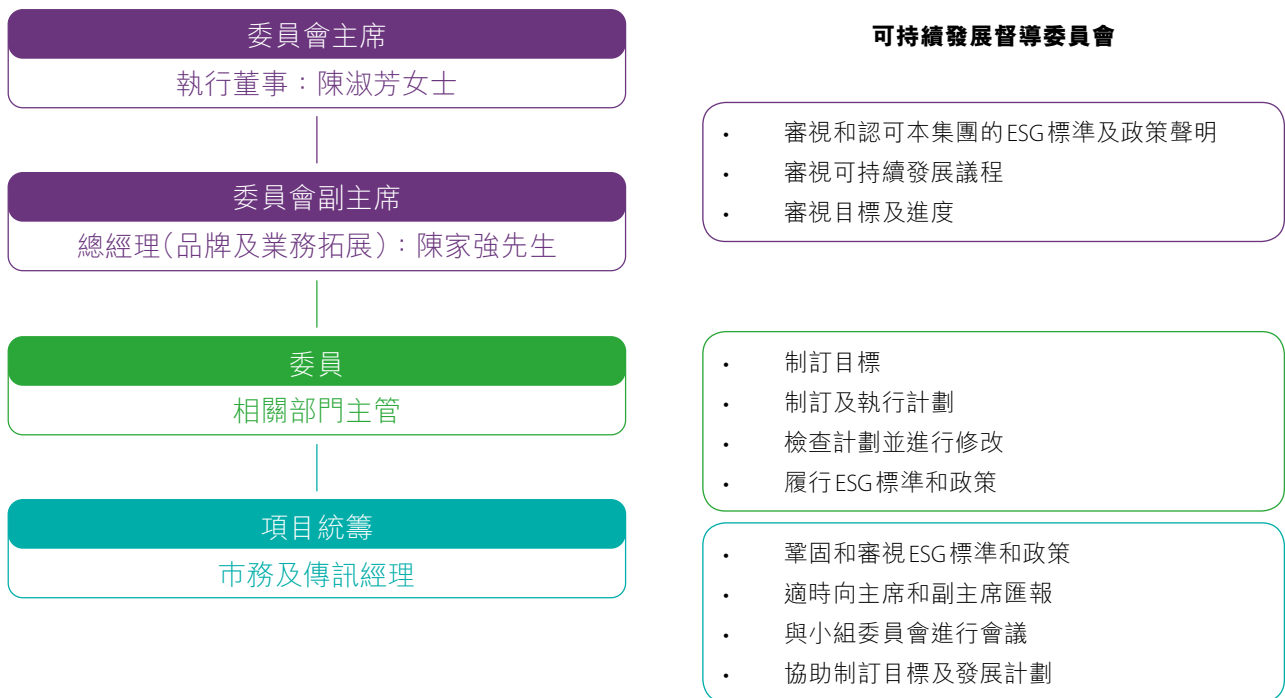 委員會主席
執行董事：陳淑芳女士
委員會副主席
總經理（品牌及業務拓展）：陳家強先生
委員
相關部門主管
項目統籌
市務及傳訊經理
可持續發展督導委員會
• 審視和認可本集團的ESG標準及政策聲明
• 審視可持續發展議程
• 審視目標及進度
• 制訂目標
• 制訂及執行計劃
• 檢查計劃並進行修改
• 履行ESG標準和政策
• 鞏固和審視ESG標準和政策
• 適時向主席和副主席匯報
• 與小組委員會進行會議
• 協助制訂目標及發展計劃